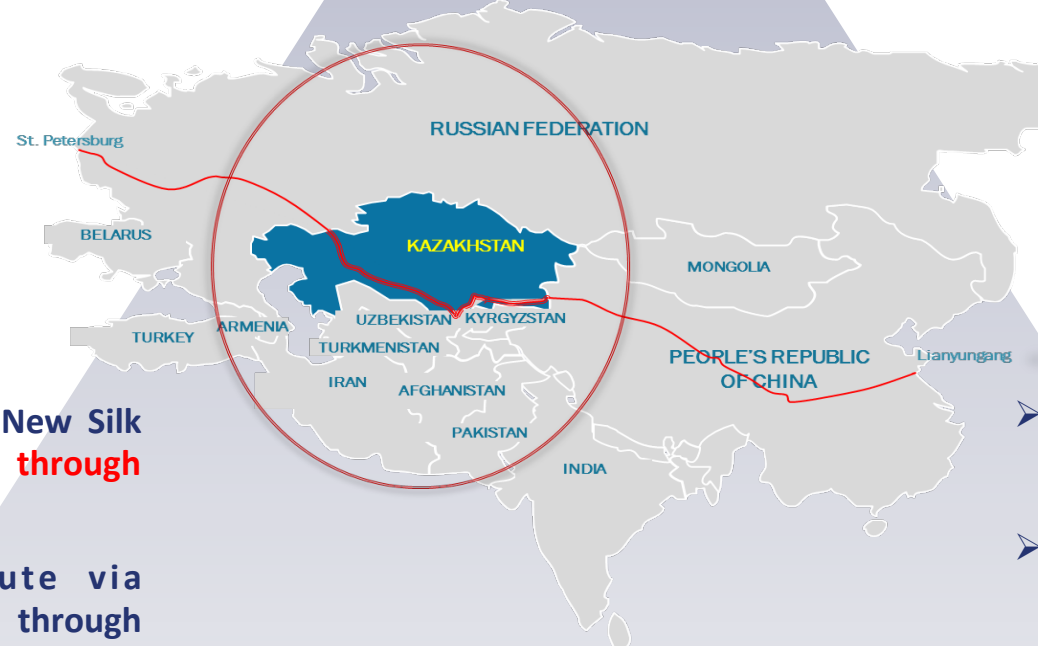 RUSSIAN FEDERATION
St. Petersburg
BELARUS
KAZAKHSTAN
MONGOLIA
UZBEKISTAN
KYRGYZSTAN
TURKEY
ARMENIA
TURKMENISTAN
PEOPLE'S REPUBLIC
OF CHINA
Lianyungang
IRAN
AFGHANISTAN
PAKISTAN
INDIA
New Silk
through
ute via
through